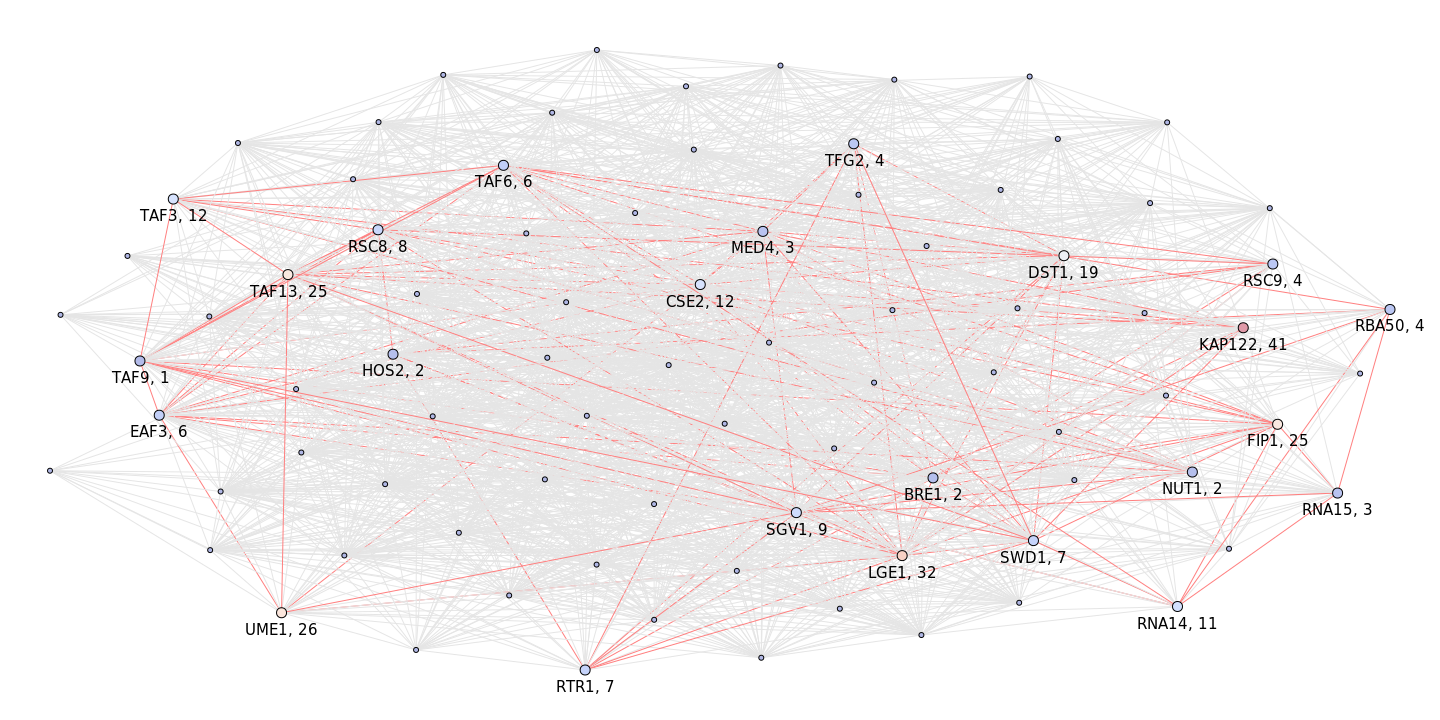 TFG2, 4
TAF6, 6
TAF3, 12
RSC8, 8
MED4, 3
DST1, 19
RSC9, 4
TAF13, 25
CSE2, 12
RBA50, 4
KAP122, 41
HOS2, 2
TAF9, 1
EAF3, 6
FIP1, 25
NUT1, 2
BRE1, 2
RNA15, 3
SGV1, 9
SWD1, 7
LGE1, 32
RNA14, 11
UME1, 26
RTR1, 7